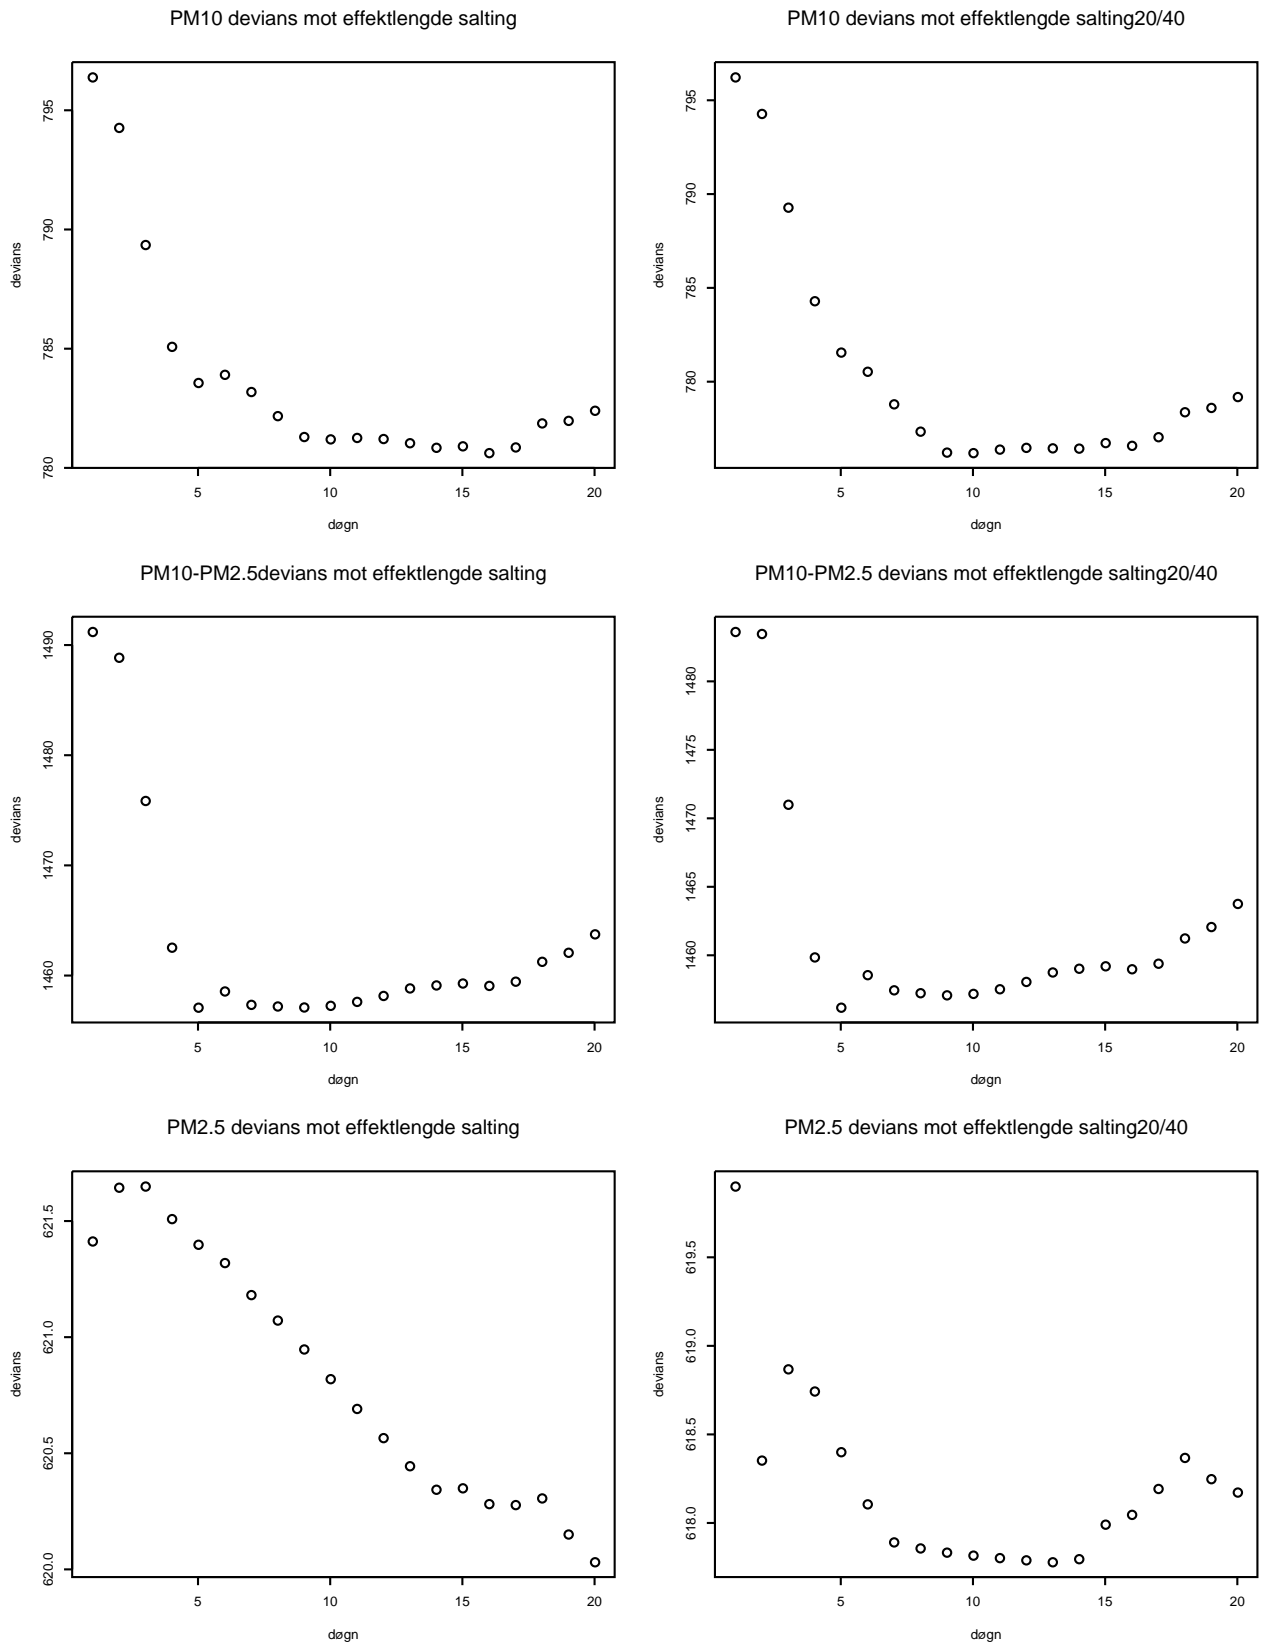 PM10 devians mot effektlengde salting
devians
795
790
785
780
5 10 15 20
døgn
PM10 devians mot effektlengde salting20/40
devians
795
790
785
780
5 10 15 20
døgn
PM10-PM2.5devians mot effektlengde salting
devians
1490
1480
1470
1460
5 10 15 20
døgn
PM10-PM2.5 devians mot effektlengde salting20/40
devians
1480
1475
1470
1465
1460
5 10 15 20
døgn
PM2.5 devians mot effektlengde salting
devians
621.5
621.0
620.5
620.0
5 10 15 20
døgn
PM2.5 devians mot effektlengde salting20/40
devians
619.5
619.0
618.5
618.0
5 10 15 20
døgn